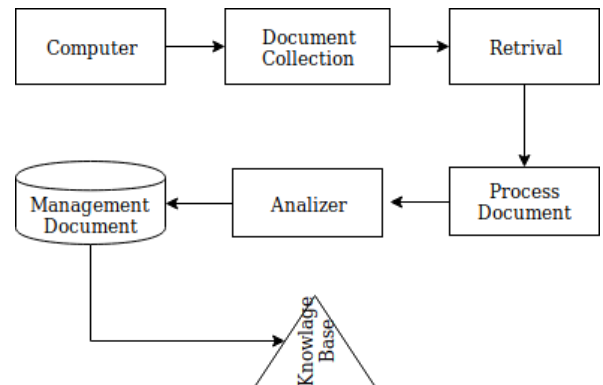 Computer
Document
Collection
Retrival
Process
Document
Analizer
Management
Document
Knowlage
Base